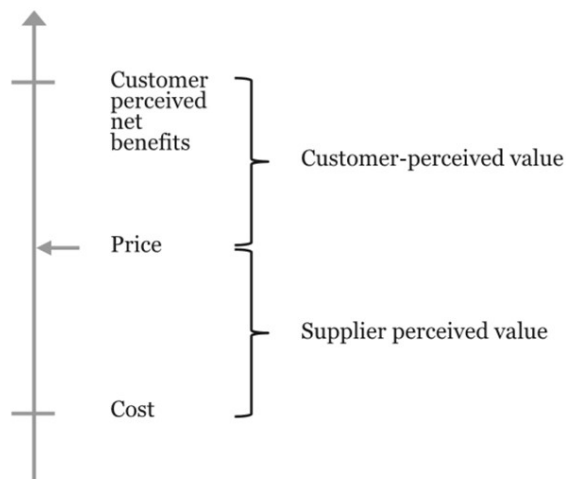 Customer
perceived
net
benefits
Customer-perceived value
Price
Supplier perceived value
Cost